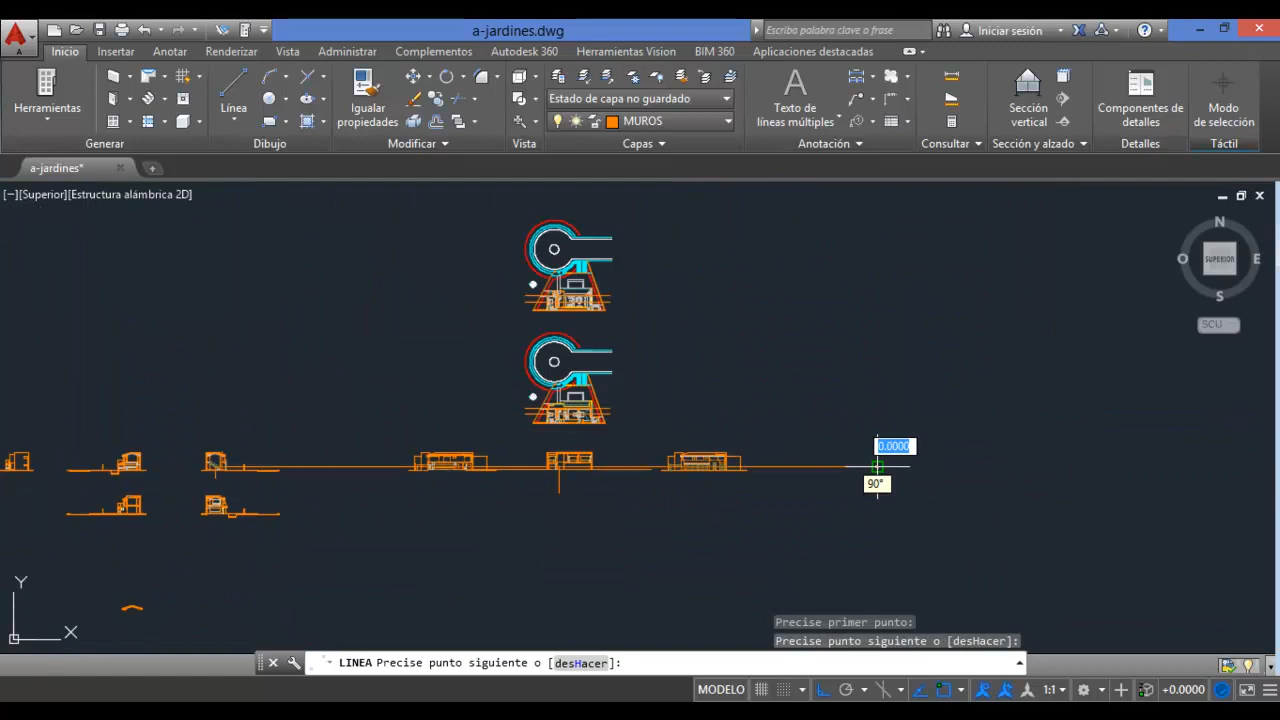 a-jardines.dwg
Escriba palabra clave o frase
Iniciar sesión
A
Inicio Insertar Anotar Renderizar Vista Administrar Complementos Autodesk 360 Herramientas Vision BIM 360 Aplicaciones destacadas
Herramientas
Línea
Igualar propiedades
Estado de capa no guardado
MUROS
Texto de líneas múltiples
Sección vertical
Componentes de detalles
Modo de selección
General Dibujo Modificar Vista Capas Anotación Consultar Sección y alzado Detalles Táctil
a-jardines*
[−][Superior][Estructura alámbrica 2D]
N
O SUPERIOR E
S
SCU
0.0000
90°
Y
X
Precise primer punto:
Precise punto siguiente o [desHacer]:
LINEA Precise punto siguiente o [desHacer]:
MODELO 1:1 +0.0000